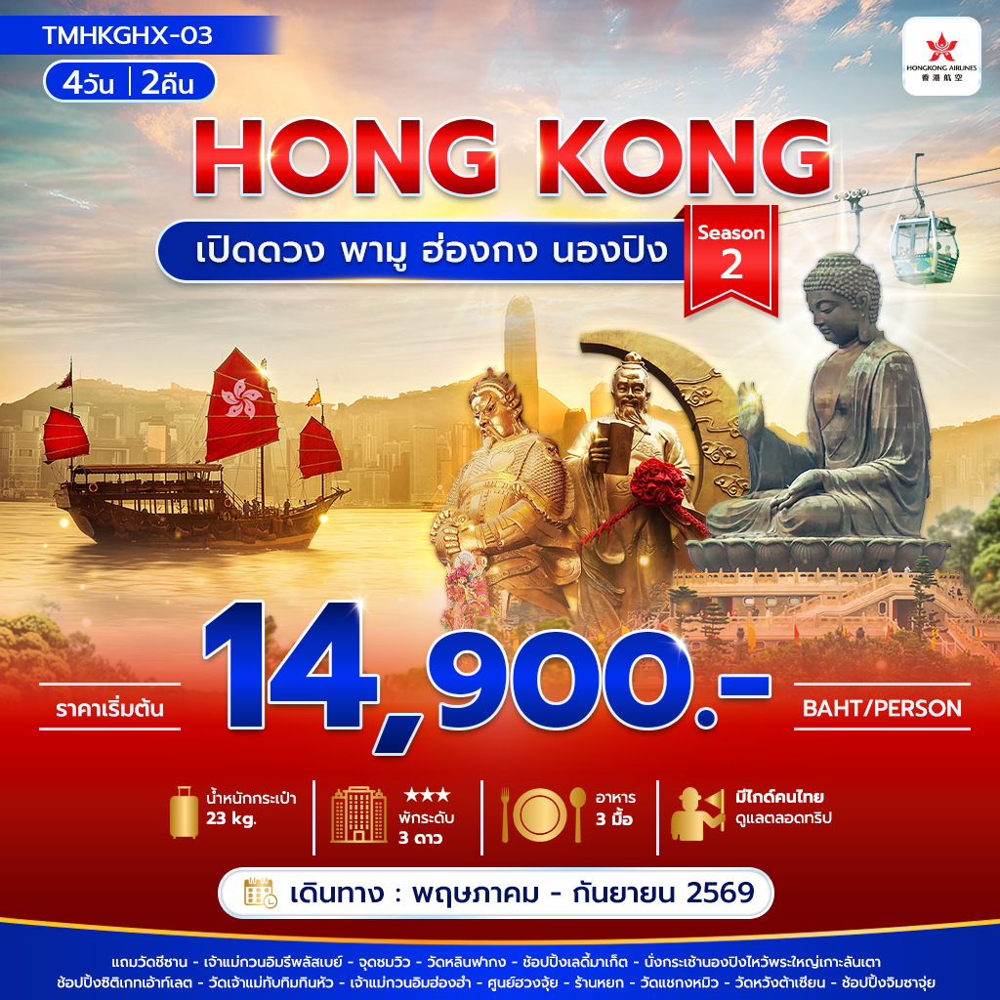 TMHKGHX-03
4วัน | 2คืน
HONGKONG AIRLINES
香港航空
HONG KONG
เปิดดวง พามู ฮ่องกง นองปิง
Season
2
ราคาเริ่มต้น
14,900.-
BAHT/PERSON
น้ำหนักกระเป๋า
23 kg.
พักระดับ
3 ดาว
อาหาร
3 มื้อ
มีไกด์คนไทย
ดูแลตลอดทริป
เดินทาง : พฤษภาคม - กันยายน 2569
แถมวัดชีซาน - เจ้าแม่กวนอิมรีพลัสเบย์ - จุดชมวิว - วัดหลินฟากง - ช้อปปิ้งเลดี้มาเก็ต - นั่งกระเช้านองปิงไหว้พระใหญ่เกาะลันเตา
ช้อปปิ้งซิตีเกทเอ้าท์เลต - วัดเจ้าแม่ทับทิมทินหัว - เจ้าแม่กวนอิมฮ่องฮำ - ศูนย์ฮวงจุ้ย - ร้านหยก - วัดแชกงหมิว - วัดหวังต้าเซียน - ช้อปปิ้งจิมซาจุ่ย